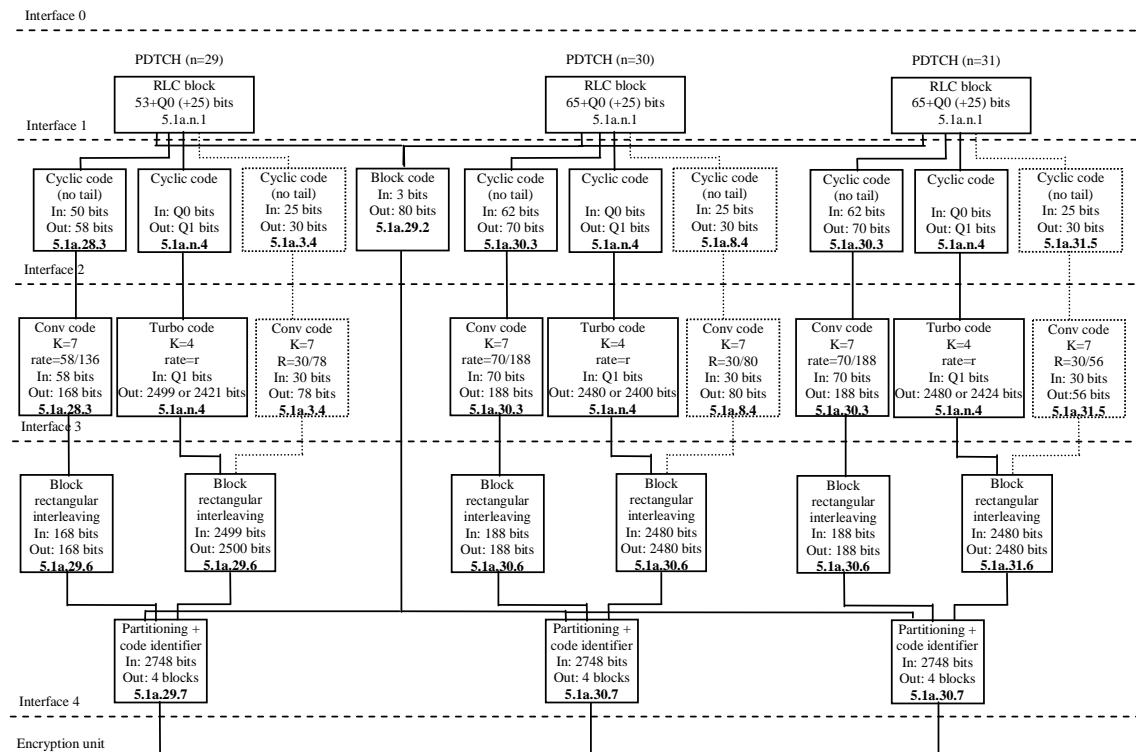 Interface 0
PDTCH (n=29)
PDTCH (n=30)
PDTCH (n=31)
RLC block
53+Q0 (+25) bits
5.1a.n.1
RLC block
65+Q0 (+25) bits
5.1a.n.1
RLC block
65+Q0 (+25) bits
5.1a.n.1
Interface 1
Cyclic code
(no tail)
In: 50 bits
Out: 58 bits
5.1a.28.3
Cyclic code
In: Q0 bits
Out: Q1 bits
5.1a.n.4
Cyclic code
(no tail)
In: 25 bits
Out: 30 bits
5.1a.3.4
Block code
In: 3 bits
Out: 80 bits
5.1a.29.2
Cyclic code
(no tail)
In: 62 bits
Out: 70 bits
5.1a.30.3
Cyclic code
In: Q0 bits
Out: Q1 bits
5.1a.n.4
Cyclic code
(no tail)
In: 25 bits
Out: 30 bits
5.1a.8.4
Cyclic code
(no tail)
In: 62 bits
Out: 70 bits
5.1a.30.3
Cyclic code
In: Q0 bits
Out: Q1 bits
5.1a.n.4
Cyclic code
(no tail)
In: 25 bits
Out: 30 bits
5.1a.31.5
Interface 2
Conv code
K=7
rate=58/136
In: 58 bits
Out: 168 bits
5.1a.28.3
Turbo code
K=4
rate=r
In: Q1 bits
Out: 2499 or 2421 bits
5.1a.n.4
Conv code
K=7
R=30/78
In: 30 bits
Out: 78 bits
5.1a.3.4
Conv code
K=7
rate=70/188
In: 70 bits
Out: 188 bits
5.1a.30.3
Turbo code
K=4
rate=r
In: Q1 bits
Out: 2480 or 2400 bits
5.1a.n.4
Conv code
K=7
R=30/80
In: 30 bits
Out: 80 bits
5.1a.8.4
Conv code
K=7
rate=70/188
In: 70 bits
Out: 188 bits
5.1a.30.3
Turbo code
K=4
rate=r
In: Q1 bits
Out: 2480 or 2424 bits
5.1a.n.4
Conv code
K=7
R=30/56
In: 30 bits
Out:56 bits
5.1a.31.5
Interface 3
Block
rectangular
interleaving
In: 168 bits
Out: 168 bits
5.1a.29.6
Block
rectangular
interleaving
In: 2499 bits
Out: 2500 bits
5.1a.29.6
Block
rectangular
interleaving
In: 188 bits
Out: 188 bits
5.1a.30.6
Block
rectangular
interleaving
In: 2480 bits
Out: 2480 bits
5.1a.30.6
Block
rectangular
interleaving
In: 188 bits
Out: 188 bits
5.1a.30.6
Block
rectangular
interleaving
In: 2480 bits
Out: 2480 bits
5.1a.31.6
Partitioning +
code identifier
In: 2748 bits
Out: 4 blocks
5.1a.29.7
Partitioning +
code identifier
In: 2748 bits
Out: 4 blocks
5.1a.30.7
Partitioning +
code identifier
In: 2748 bits
Out: 4 blocks
5.1a.30.7
Interface 4
Encryption unit